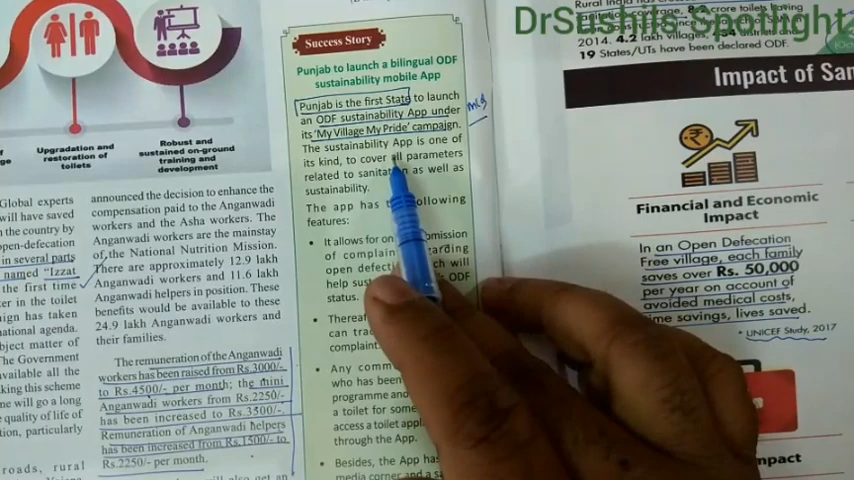 DrSushils Spotlight
Upgradation and
restoration of
toilets
Robust and
sustained on-ground
training and
development
Global experts
will have saved
the country by
open-defecation
in several parts
named "Izzat
the first time
er in the toilet
ign has taken
national agenda.
bject matter of
The Government
available all the
king this scheme
me will go a long
e quality of life of
tion, particularly
roads, rural
announced the decision to enhance the
compensation paid to the Anganwadi
workers and the Asha workers. The
Anganwadi workers are the mainstay
of the National Nutrition Mission.
There are approximately 12.9 lakh
Anganwadi workers and 11.6 lakh
Anganwadi helpers in position. These
benefits would be available to these
24.9 lakh Anganwadi workers and
their families.
The remuneration of the Anganwadi
workers has been raised from Rs.3000/-
to Rs.4500/- per month; the mini
Anganwadi workers from Rs.2250/-
has been increased to Rs.3500/-.
Remuneration of Anganwadi helpers
has been increased from Rs.1500/- to
Rs.2250/- per month.
Success Story
Punjab to launch a bilingual ODF
sustainability mobile App
Punjab is the first State to launch
an ODF sustainability App under
its 'My Village My Pride' campaign.
The sustainability App is one of
its kind, to cover all parameters
related to sanitation as well as
sustainability.
The app has following
features:
• It allows for on
of complain garding
open defec ch will
help sus ODF
status.
• Therea
can tra
complaint
• Any comm
who has been
programme and
a toilet for some
access a toilet app
through the App.
• Besides, the App has
media corner and a s
Rural India has
sanitation coverage,
toilets having
2014. 4.2 lakh villages, districts and
19 States/UTs have been declared ODF.
Impact of San
Financial and Economic
Impact
In an Open Defecation
Free village, each family
saves over Rs. 50,000
per year on account of
avoided medical costs,
time savings, lives saved.
* UNICEF Study, 2017
mpact